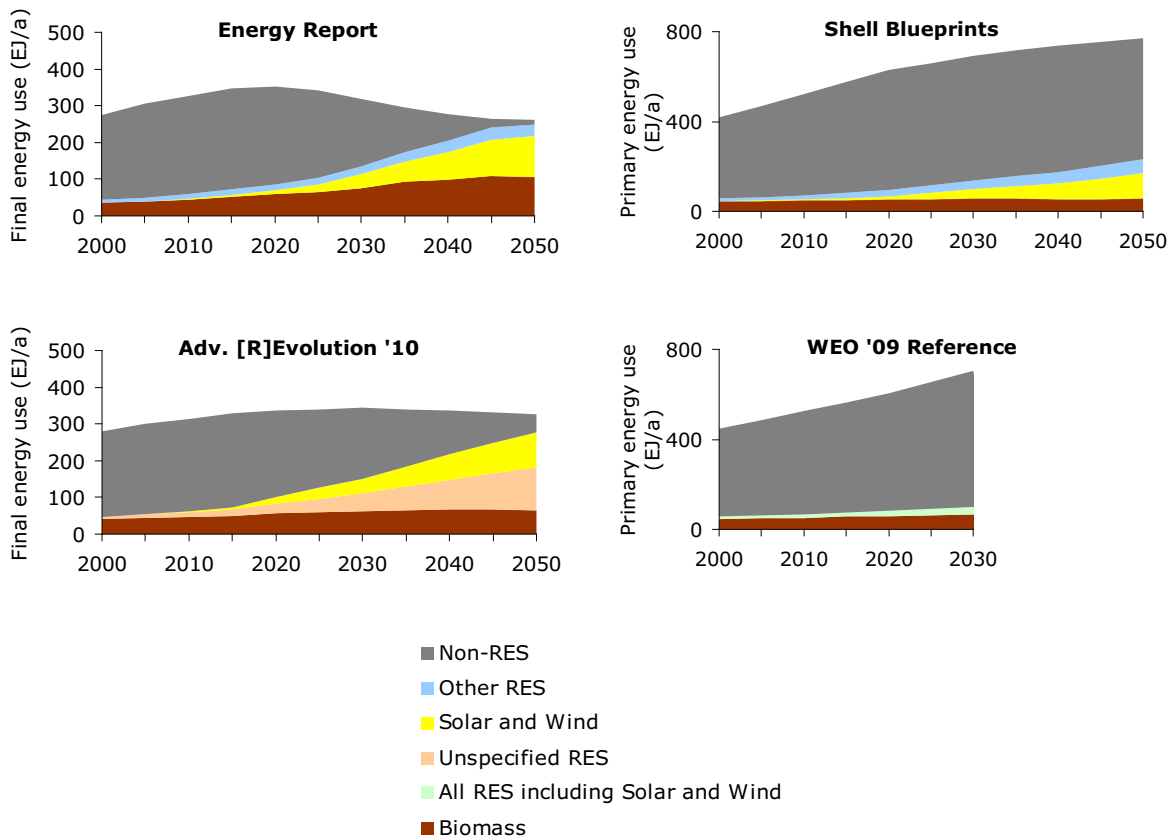 Energy Report
Final energy use (EJ/a)
500
400
300
200
100
0
2000 2010 2020 2030 2040 2050
Shell Blueprints
Primary energy use
(EJ/a)
800
400
0
2000 2010 2020 2030 2040 2050
Adv. [R]Evolution '10
Final energy use (EJ/a)
500
400
300
200
100
0
2000 2010 2020 2030 2040 2050
WEO '09 Reference
Primary energy use
(EJ/a)
800
400
0
2000 2010 2020 2030
Non-RES
Other RES
Solar and Wind
Unspecified RES
All RES including Solar and Wind
Biomass